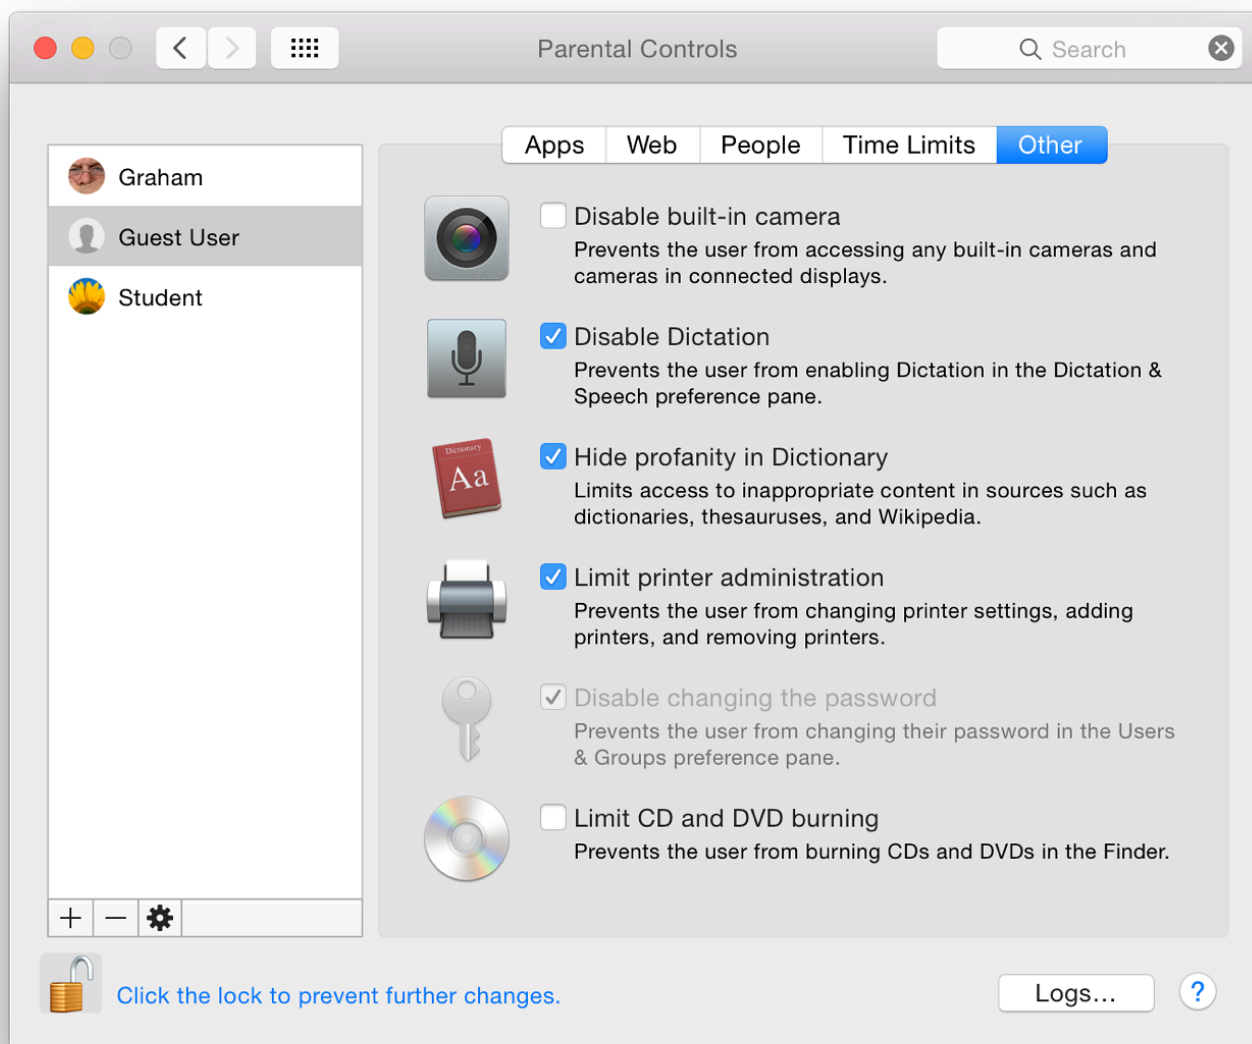 Parental Controls
Search
Apps Web People Time Limits Other
Graham
Guest User
Student
Disable built-in camera
Prevents the user from accessing any built-in cameras and
cameras in connected displays.
Disable Dictation
Prevents the user from enabling Dictation in the Dictation &
Speech preference pane.
Dictionary
Aa
Hide profanity in Dictionary
Limits access to inappropriate content in sources such as
dictionaries, thesauruses, and Wikipedia.
Limit printer administration
Prevents the user from changing printer settings, adding
printers, and removing printers.
Disable changing the password
Prevents the user from changing their password in the Users
& Groups preference pane.
Limit CD and DVD burning
Prevents the user from burning CDs and DVDs in the Finder.
Click the lock to prevent further changes.
Logs...
?